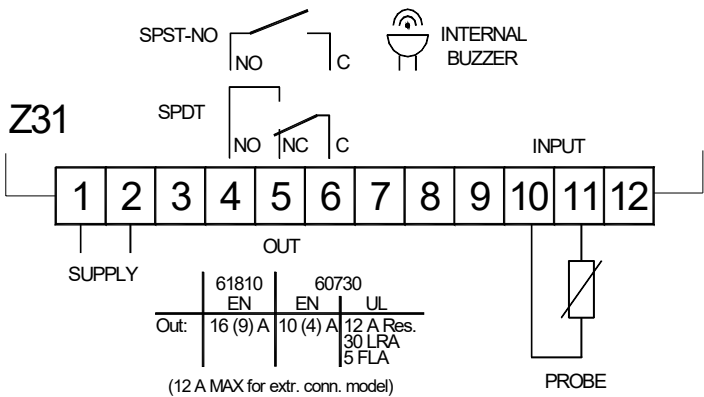 SPST-NO
NO C
INTERNAL
BUZZER
Z31
SPDT
NO NC C
INPUT
1 2 3 4 5 6 7 8 9 10 11 12
OUT
SUPPLY
61810 60730
EN EN UL
Out: 16 (9) A 10 (4) A 12 A Res.
30 LRA
5 FLA
(12 A MAX for extr. conn. model)
PROBE